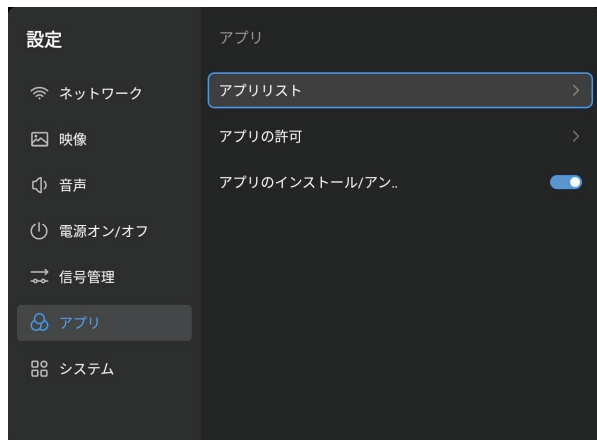 設定
ネットワーク
映像
音声
電源オン/オフ
信号管理
アプリ
システム
アプリ
アプリリスト
アプリの許可
アプリのインストール/アン..